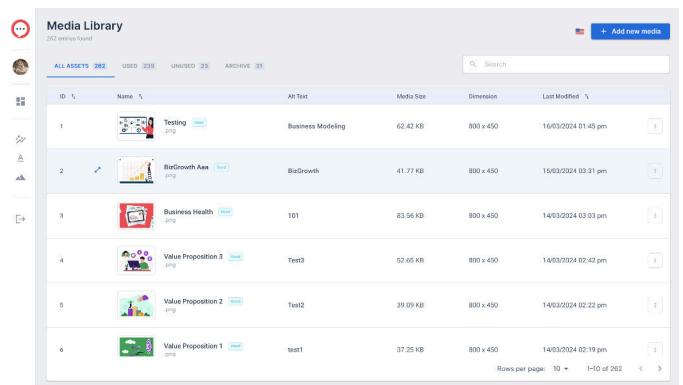 Media Library
262 entries found
+ Add new media
ALL ASSETS 262 USED 239 UNUSED 23 ARCHIVE 31
Search
ID Name Alt Text Media Size Dimension Last Modified
1 Testing Used Business Modeling 62.42 KB 800 x 450 16/03/2024 01:45 pm
.png
2 BizGrowth Aaa Used BizGrowth 41.77 KB 800 x 450 15/03/2024 03:31 pm
.png
3 Business Health Used 101 83.56 KB 800 x 450 14/03/2024 03:03 pm
.png
4 Value Proposition 3 Used Test3 52.65 KB 800 x 450 14/03/2024 02:42 pm
.png
5 Value Proposition 2 Used Test2 39.09 KB 800 x 450 14/03/2024 02:22 pm
.png
6 Value Proposition 1 Used test1 37.25 KB 800 x 450 14/03/2024 02:19 pm
.png
Rows per page: 10 1–10 of 262